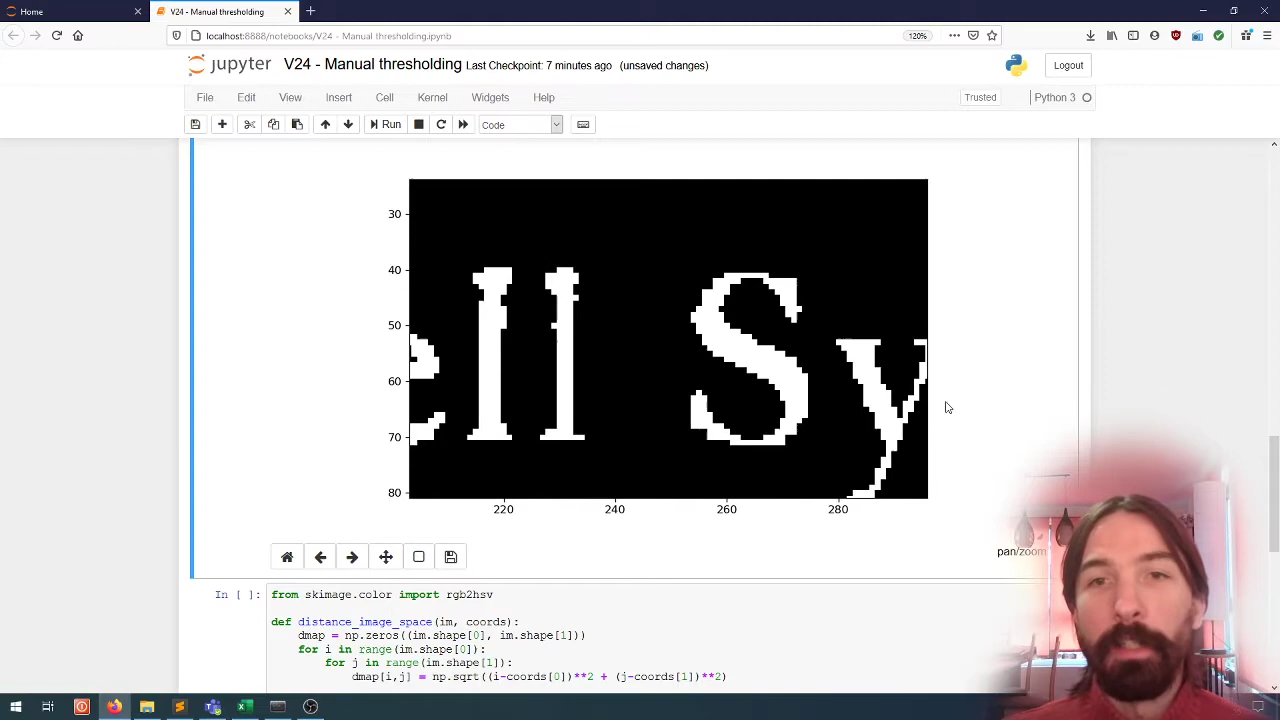 Home
V24 - Manual thresholding
localhost:8888/notebooks/V24 - Manual thresholding.ipynb
120%
jupyter V24 - Manual thresholding Last Checkpoint: 7 minutes ago (unsaved changes)
Logout
File Edit View Insert Cell Kernel Widgets Help
Trusted
Python 3
Run
Code
30
40
50
60
70
80
ell Sy
220 240 260 280
pan/zoom
In [ ]:
from skimage.color import rgb2hsv
def distance_image_space(im, coords):
dmap = np.zeros((im.shape[0], im.shape[1]))
for i in range(im.shape[0]):
for j in range(im.shape[1]):
dmap[i,j] = np.sqrt((i-coords[0])**2 + (j-coords[1])**2)